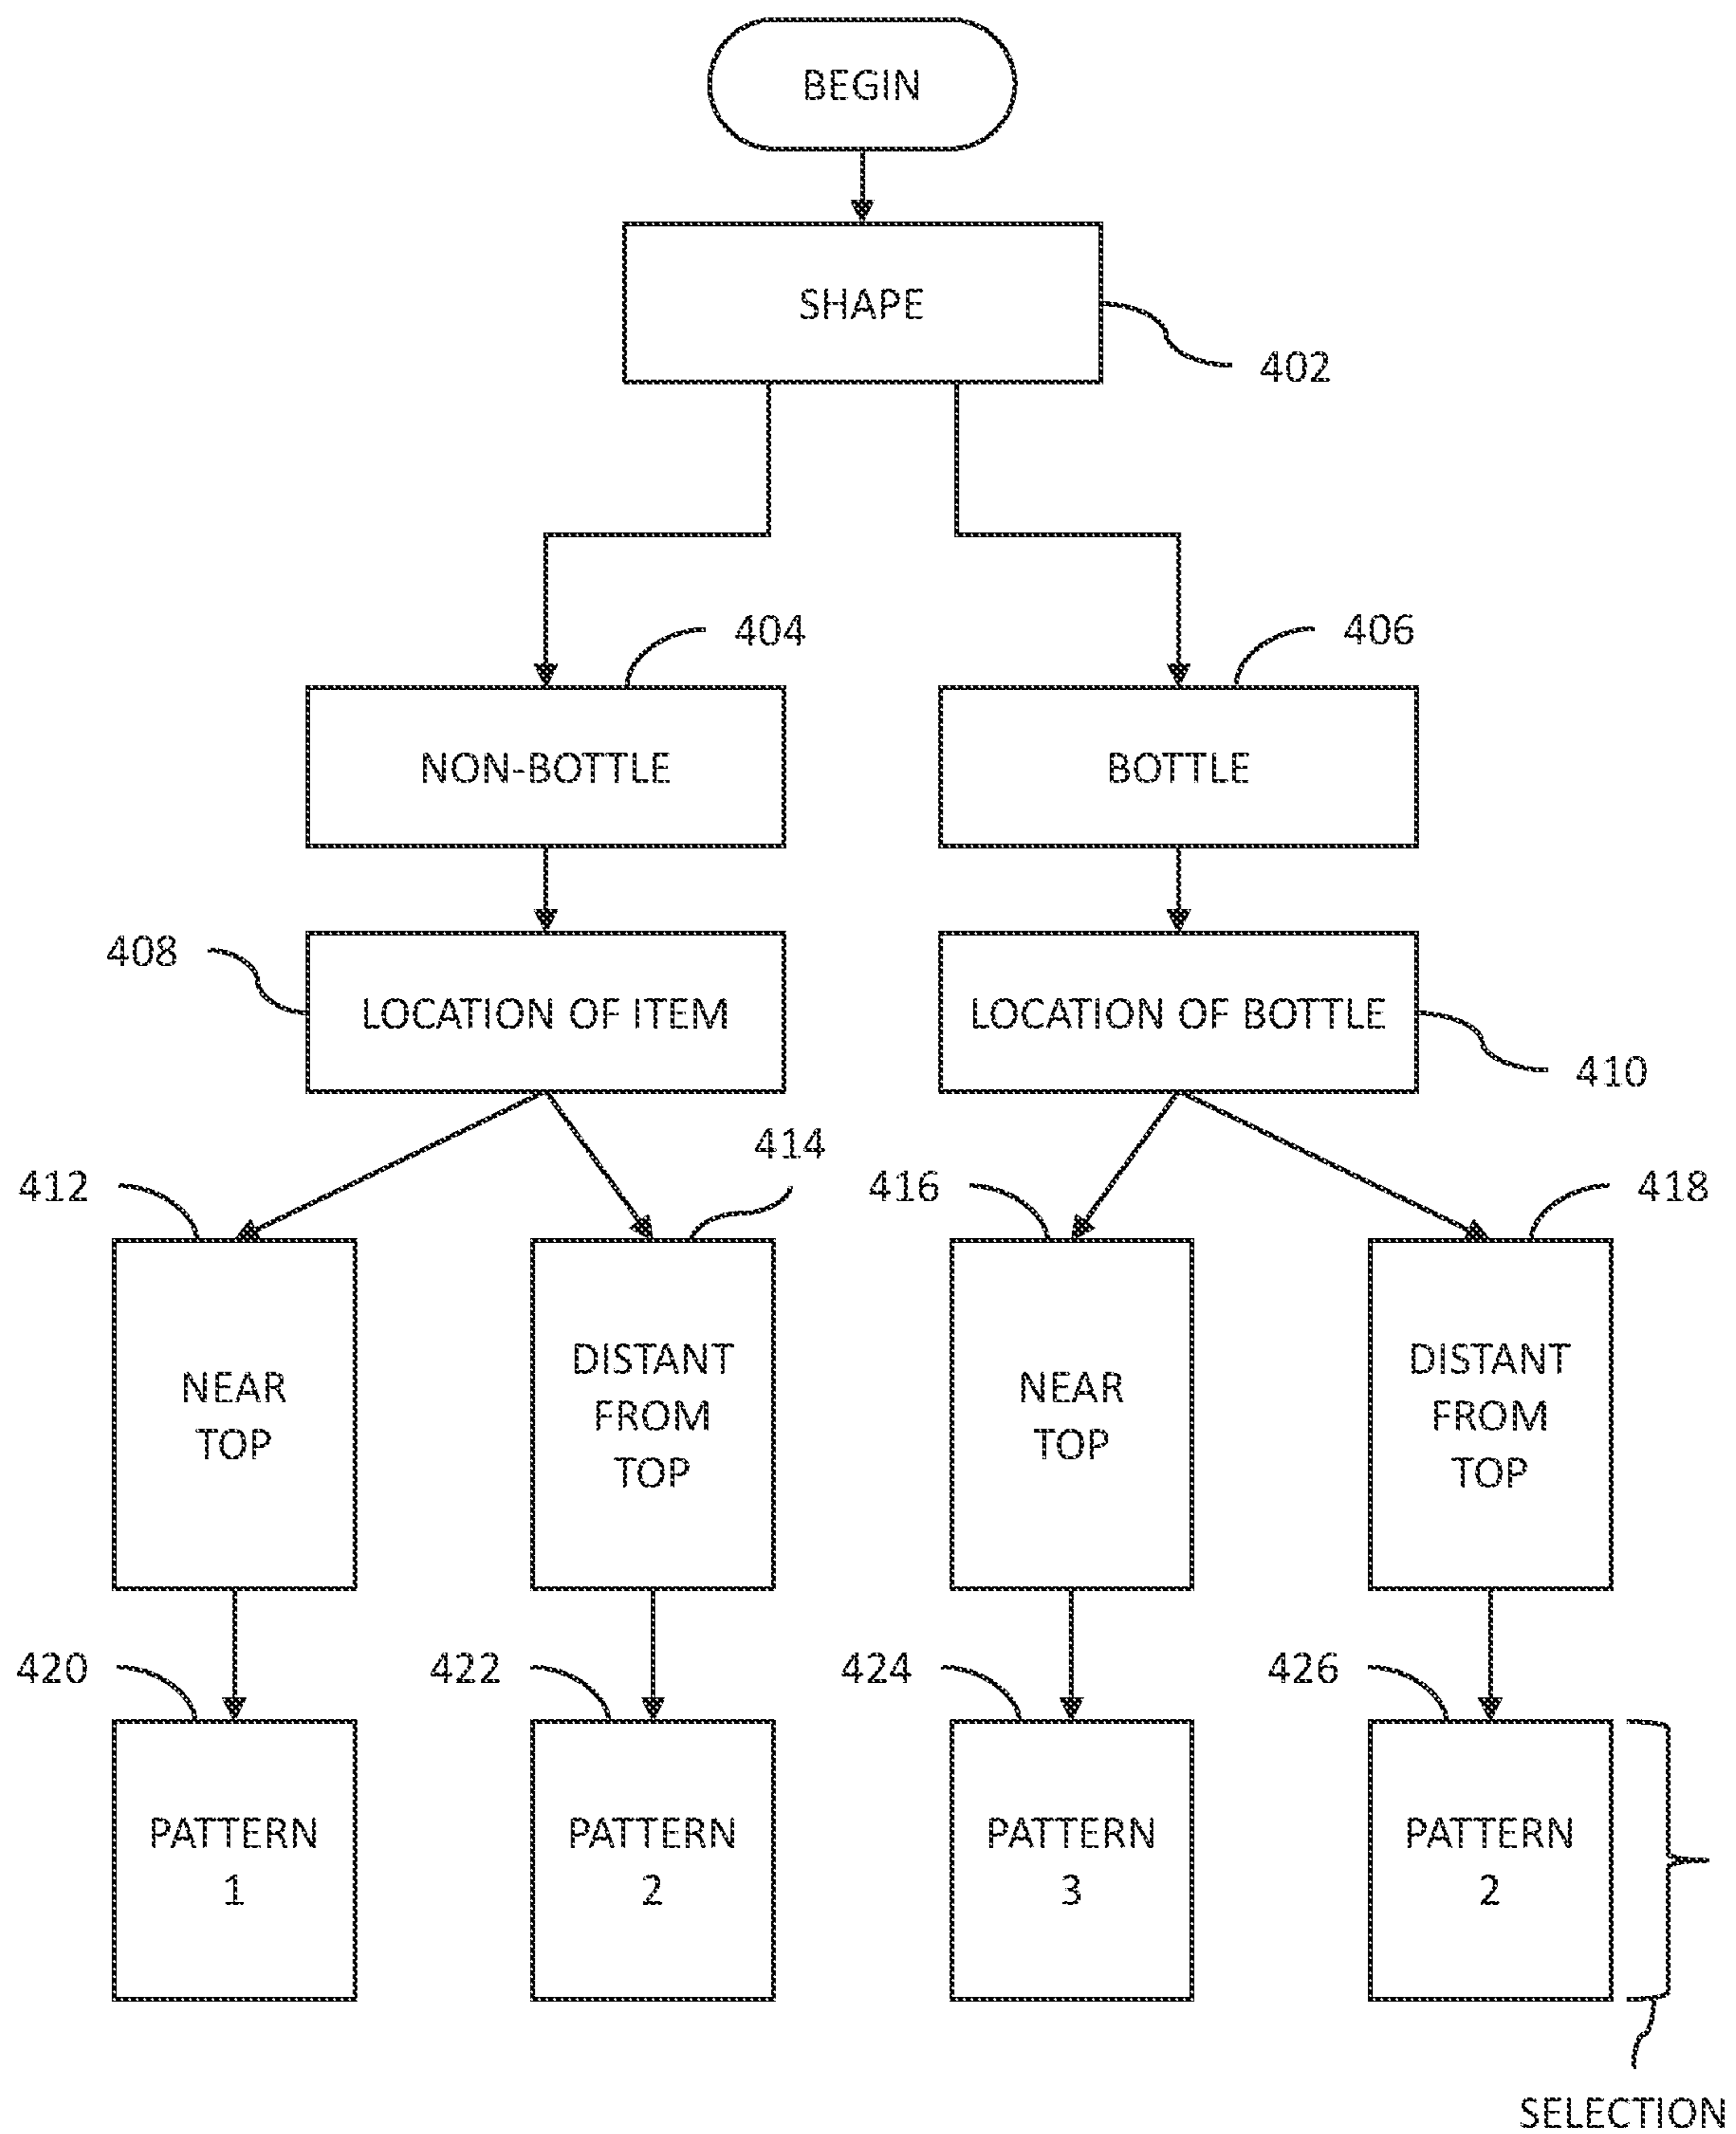 BEGIN
SHAPE
402
404
406
NON-BOTTLE
BOTTLE
408
LOCATION OF ITEM
LOCATION OF BOTTLE
410
412
414
416
418
NEAR
TOP
DISTANT
FROM
TOP
NEAR
TOP
DISTANT
FROM
TOP
420
422
424
426
PATTERN
1
PATTERN
2
PATTERN
3
PATTERN
2
SELECTION